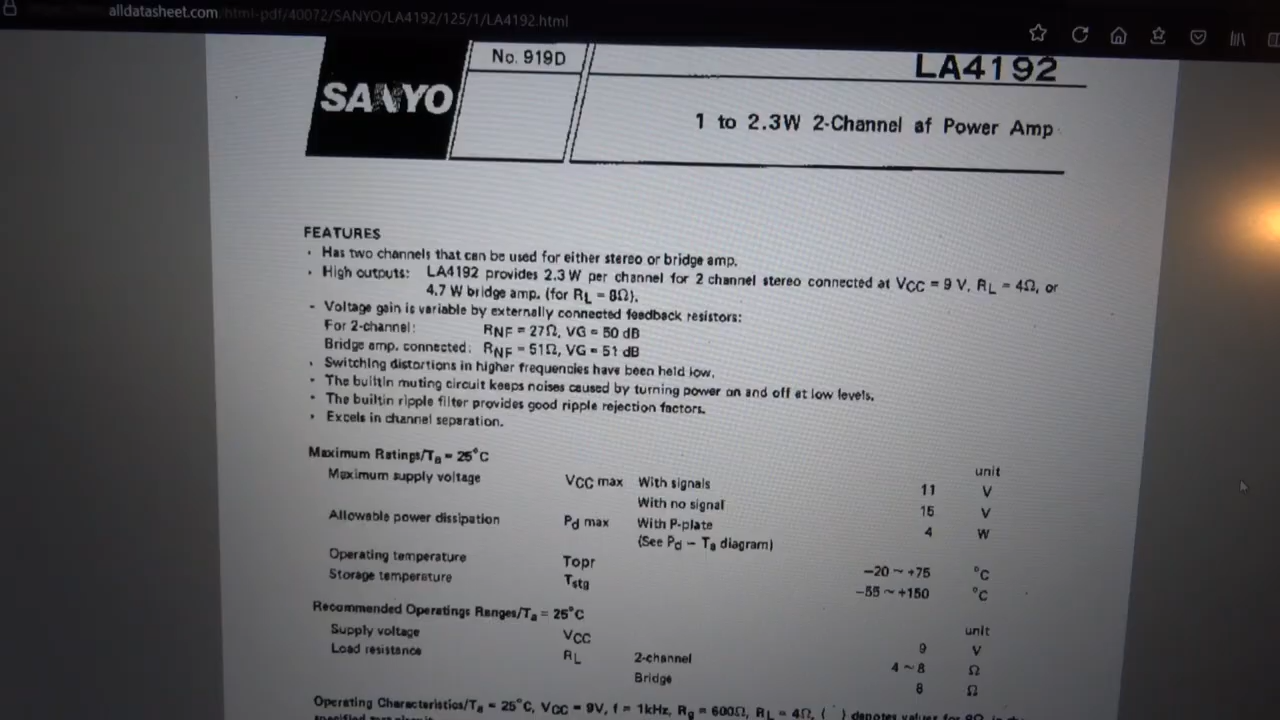 alldatasheet.com/html-pdf/40072/SANYO/LA4192/125/1/LA4192.html
SANYO
No. 919D
LA4192
1 to 2.3W 2-Channel af Power Amp
FEATURES
· Has two channels that can be used for either stereo or bridge amp.
· High outputs: LA4192 provides 2.3 W per channel for 2 channel stereo connected at VCC = 9 V, RL = 4Ω, or
4.7 W bridge amp. (for RL = 8Ω).
- Voltage gain is variable by externally connected feedback resistors:
For 2-channel: RNF = 27Ω, VG = 50 dB
Bridge amp. connected: RNF = 51Ω, VG = 51 dB
· Switching distortions in higher frequencies have been held low.
· The builtin muting circuit keeps noises caused by turning power on and off at low levels.
· The builtin ripple filter provides good ripple rejection factors.
· Excels in channel separation.
Maximum Ratings/Ta = 25°C unit
Maximum supply voltage VCC max With signals 11 V
With no signal 15 V
Allowable power dissipation Pd max With P-plate 4 W
(See Pd – Ta diagram)
Operating temperature Topr –20 ~ +75 °C
Storage temperature Tstg –55 ~ +150 °C
Recommended Operatings Ranges/Ta = 25°C unit
Supply voltage VCC 9 V
Load resistance RL 2-channel 4 ~ 8 Ω
Bridge 8 Ω
Operating Characteristics/Ta = 25°C, VCC = 9V, f = 1kHz, Rg = 600Ω, RL = 4Ω, ( ) denotes values for 8Ω,